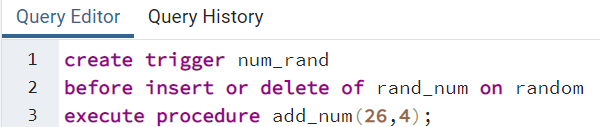 Query Editor Query History
1 create trigger num_rand
2 before insert or delete of rand_num on random
3 execute procedure add_num(26,4);